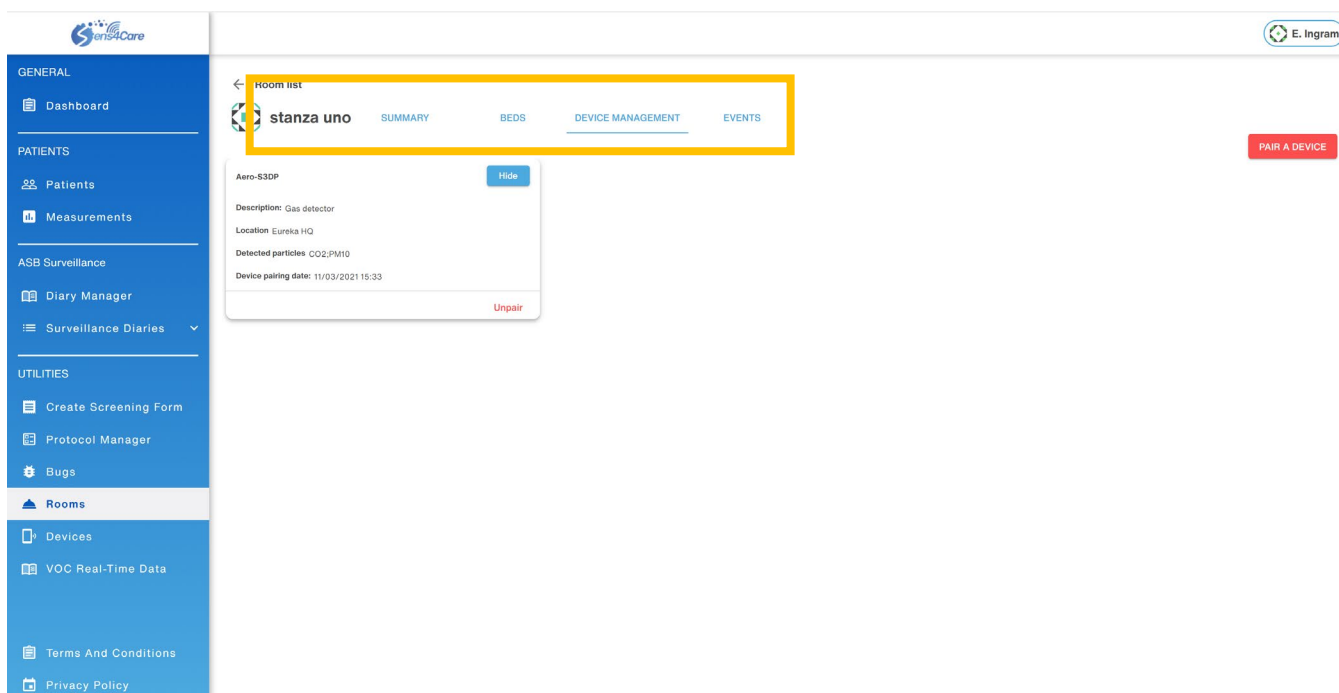 Sens4Care
E. Ingram
GENERAL
Dashboard
PATIENTS
Patients
Measurements
ASB Surveillance
Diary Manager
Surveillance Diaries
UTILITIES
Create Screening Form
Protocol Manager
Bugs
Rooms
Devices
VOC Real-Time Data
Terms And Conditions
Privacy Policy
Room list
stanza uno SUMMARY BEDS DEVICE MANAGEMENT EVENTS
PAIR A DEVICE
Aero-S3DP Hide
Description: Gas detector
Location Eureka HQ
Detected particles CO2;PM10
Device pairing date: 11/03/2021 15:33
Unpair